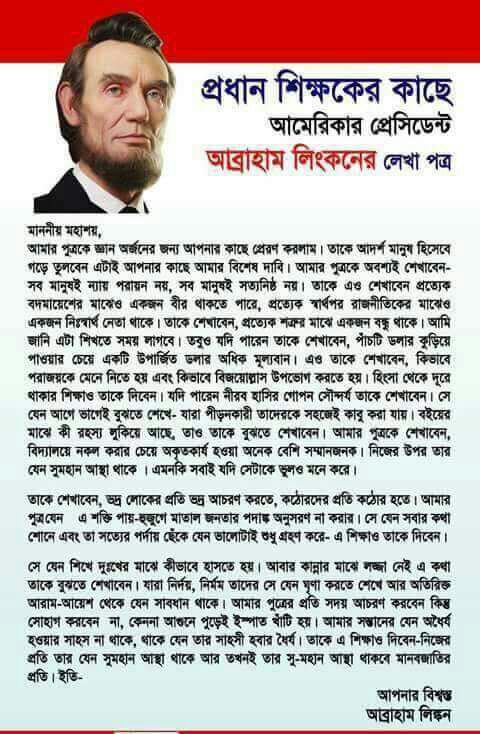 প্রধান শিক্ষকের কাছে
আমেরিকার প্রেসিডেন্ট
আব্রাহাম লিংকনের লেখা পত্র
মাননীয় মহাশয়,
আমার পুত্রকে জ্ঞান অর্জনের জন্য আপনার কাছে প্রেরণ করলাম। তাকে আদর্শ মানুষ হিসেবে
গড়ে তুলবেন এটাই আপনার কাছে আমার বিশেষ দাবি। আমার পুত্রকে অবশ্যই শেখাবেন-
সব মানুষই ন্যায় পরায়ন নয়, সব মানুষই সত্যনিষ্ঠ নয়। তাকে এও শেখাবেন প্রত্যেক
বদমায়েশের মাঝেও একজন বীর থাকতে পারে, প্রত্যেক স্বার্থপর রাজনীতিকের মাঝেও
একজন নিঃস্বার্থ নেতা থাকে। তাকে শেখাবেন, প্রত্যেক শত্রুর মাঝে একজন বন্ধু থাকে। আমি
জানি এটা শিখতে সময় লাগবে। তবুও যদি পারেন তাকে শেখাবেন, পাঁচটি ডলার কুড়িয়ে
পাওয়ার চেয়ে একটি উপার্জিত ডলার অধিক মূল্যবান। এও তাকে শেখাবেন, কিভাবে
পরাজয়কে মেনে নিতে হয় এবং কিভাবে বিজয়োল্লাস উপভোগ করতে হয়। হিংসা থেকে দূরে
থাকার শিক্ষাও তাকে দিবেন। যদি পারেন নীরব হাসির গোপন সৌন্দর্য তাকে শেখাবেন। সে
যেন আগে ভাগেই বুঝতে শেখে- যারা পীড়নকারী তাদেরকে সহজেই কাবু করা যায়। বইয়ের
মাঝে কী রহস্য লুকিয়ে আছে, তাও তাকে বুঝতে শেখাবেন। আমার পুত্রকে শেখাবেন,
বিদ্যালয়ে নকল করার চেয়ে অকৃতকার্য হওয়া অনেক বেশি সম্মানজনক। নিজের উপর তার
যেন সুমহান আস্থা থাকে । এমনকি সবাই যদি সেটাকে ভুলও মনে করে।
তাকে শেখাবেন, ভদ্র লোকের প্রতি ভদ্র আচরণ করতে, কঠোরদের প্রতি কঠোর হতে। আমার
পুত্রযেন এ শক্তি পায়-হুজুগে মাতাল জনতার পদাঙ্ক অনুসরণ না করার। সে যেন সবার কথা
শোনে এবং তা সত্যের পর্দায় ছেঁকে যেন ভালোটাই শুধু গ্রহণ করে- এ শিক্ষাও তাকে দিবেন।
সে যেন শিখে দুঃখের মাঝে কীভাবে হাসতে হয়। আবার কান্নার মাঝে লজ্জা নেই এ কথা
তাকে বুঝতে শেখাবেন। যারা নির্দয়, নির্মম তাদের সে যেন ঘৃণা করতে শেখে আর অতিরিক্ত
আরাম-আয়েশ থেকে যেন সাবধান থাকে। আমার পুত্রের প্রতি সদয় আচরণ করবেন কিন্তু
সোহাগ করবেন না, কেননা আগুনে পুড়েই ইস্পাত খাঁটি হয়। আমার সন্তানের যেন অধৈর্য
হওয়ার সাহস না থাকে, থাকে যেন তার সাহসী হবার ধৈর্য। তাকে এ শিক্ষাও দিবেন-নিজের
প্রতি তার যেন সুমহান আস্থা থাকে আর তখনই তার সু-মহান আস্থা থাকবে মানবজাতির
প্রতি। ইতি-
আপনার বিশ্বস্ত
আব্রাহাম লিঙ্কন